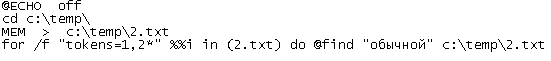 @ECHO off
cd c:\temp\
MEM > c:\temp\2.txt
for /f "tokens=1,2*" %%i in (2.txt) do @find "обычной" c:\temp\2.txt